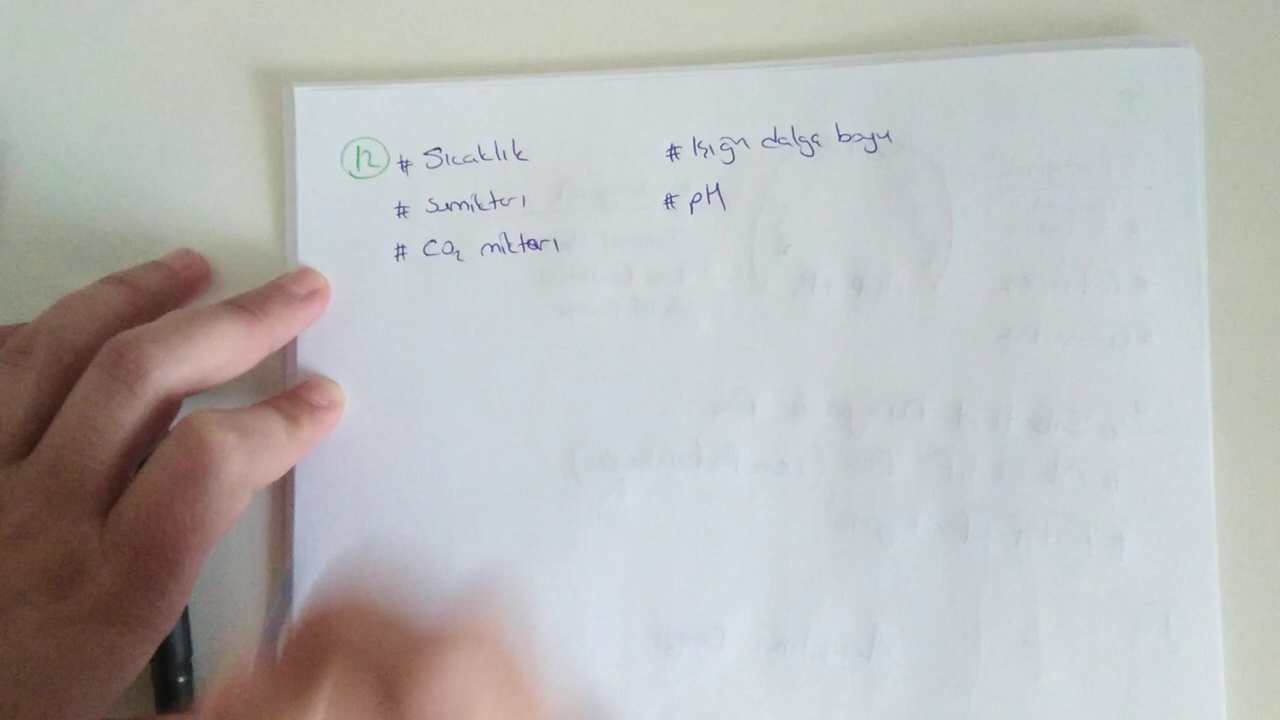 12 # Sıcaklık
# su miktarı
# CO₂ miktarı
# Işığın dalga boyu
# pH